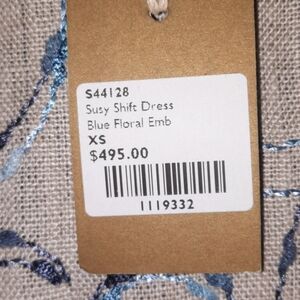 S44128
Susy Shift Dress
Blue Floral Emb
XS
$495.00
1119332